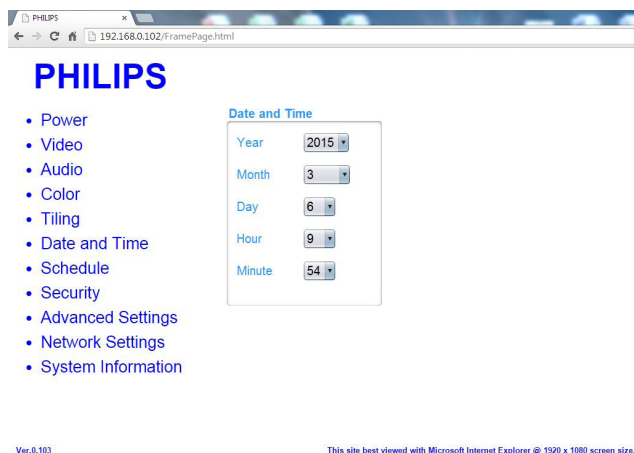 PHILIPS
192.168.0.102/FramePage.html
PHILIPS
Power
Video
Audio
Color
Tiling
Date and Time
Schedule
Security
Advanced Settings
Network Settings
System Information
Date and Time
Year 2015
Month 3
Day 6
Hour 9
Minute 54
Ver.0.103
This site best viewed with Microsoft Internet Explorer @ 1920 x 1080 screen size.